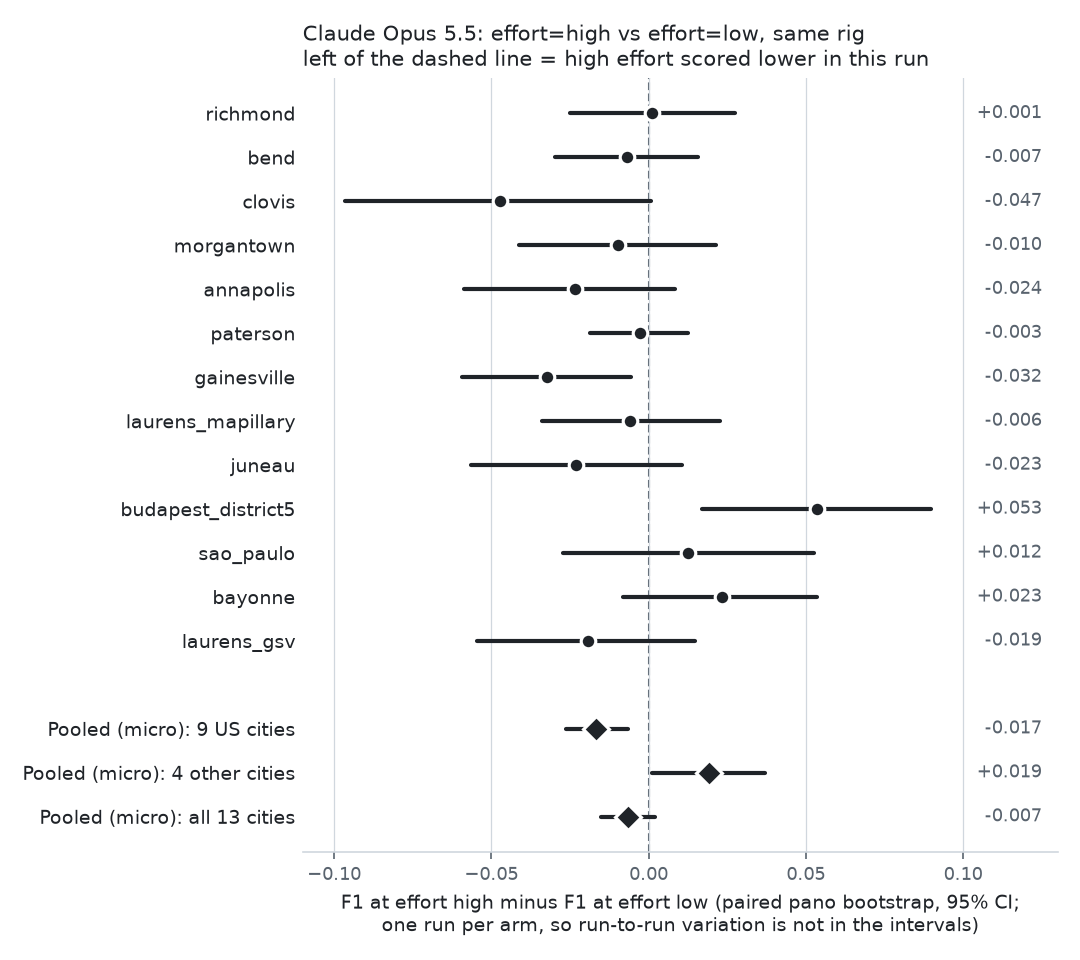 Claude Opus 5.5: effort=high vs effort=low, same rig
left of the dashed line = high effort scored lower in this run
richmond +0.001
bend -0.007
clovis -0.047
morgantown -0.010
annapolis -0.024
paterson -0.003
gainesville -0.032
laurens_mapillary -0.006
juneau -0.023
budapest_district5 +0.053
sao_paulo +0.012
bayonne +0.023
laurens_gsv -0.019
Pooled (micro): 9 US cities -0.017
Pooled (micro): 4 other cities +0.019
Pooled (micro): all 13 cities -0.007
−0.10 −0.05 0.00 0.05 0.10
F1 at effort high minus F1 at effort low (paired pano bootstrap, 95% CI;
one run per arm, so run-to-run variation is not in the intervals)